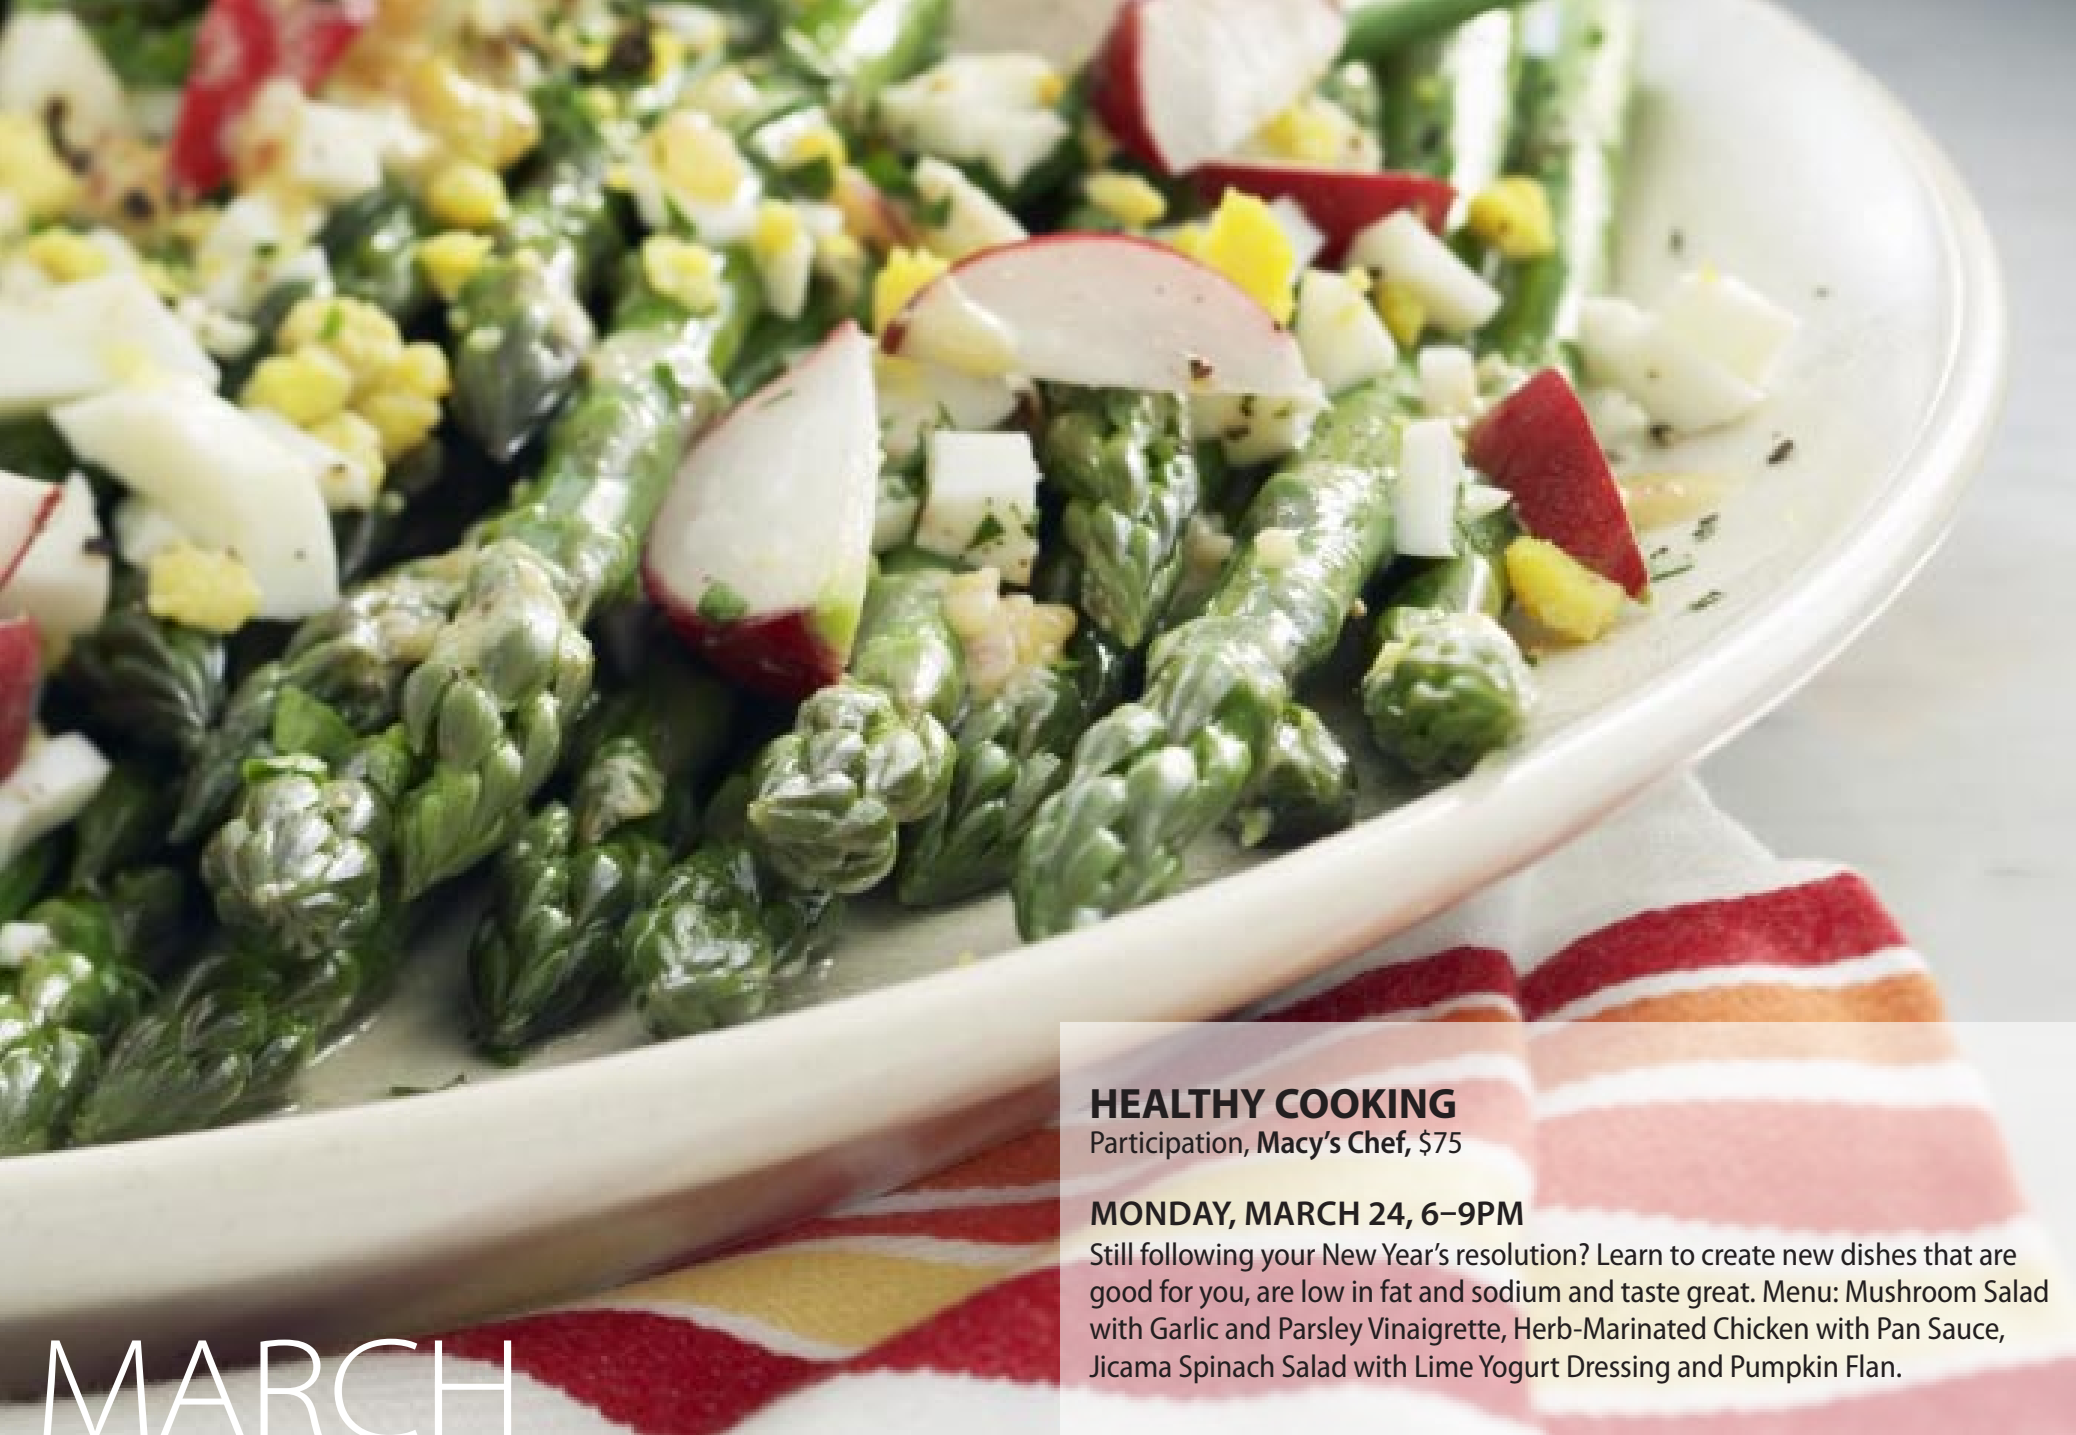 HEALTHY COOKING
Participation, Macy's Chef, $75
MONDAY, MARCH 24, 6–9PM
Still following your New Year's resolution? Learn to create new dishes that are
good for you, are low in fat and sodium and taste great. Menu: Mushroom Salad
with Garlic and Parsley Vinaigrette, Herb-Marinated Chicken with Pan Sauce,
Jicama Spinach Salad with Lime Yogurt Dressing and Pumpkin Flan.
MARCH